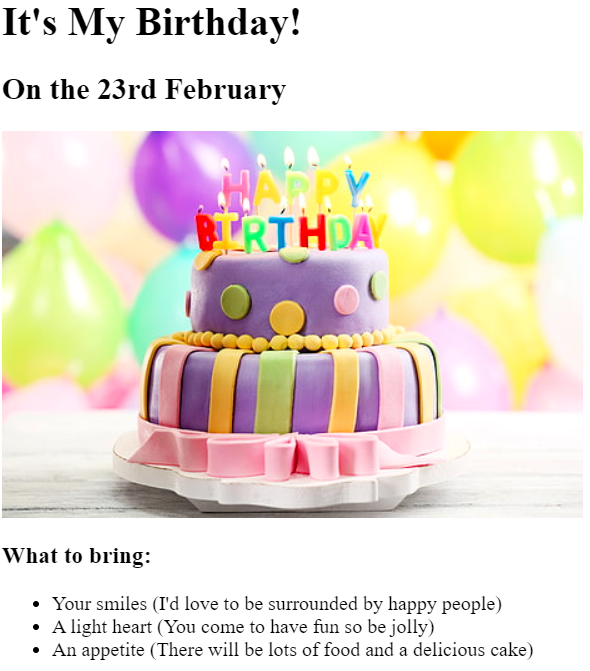 It's My Birthday!
On the 23rd February
HAPPY
BIRTHDAY
What to bring:
Your smiles (I'd love to be surrounded by happy people)
A light heart (You come to have fun so be jolly)
An appetite (There will be lots of food and a delicious cake)